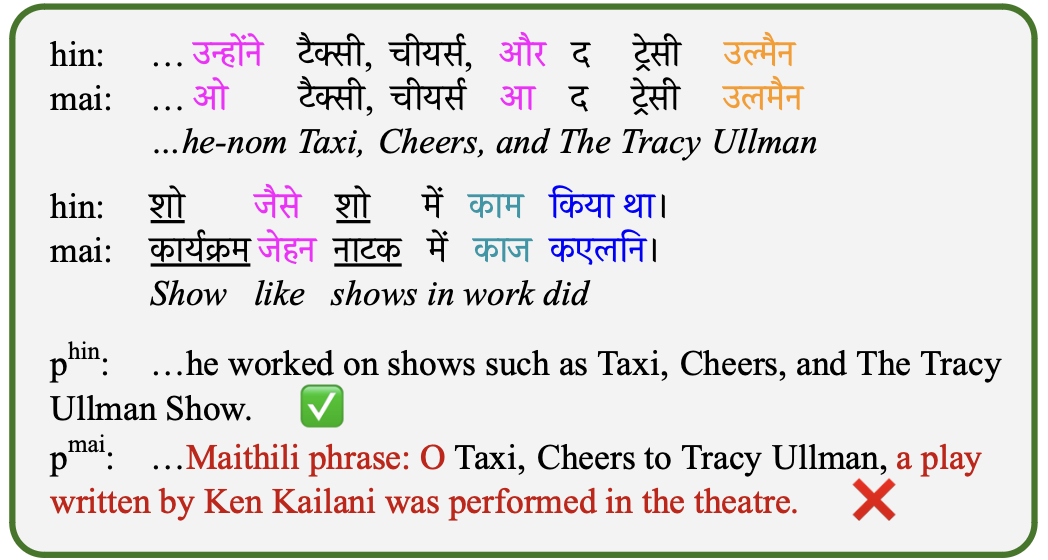 hin: ... उन्होंने टैक्सी, चीयर्स, और द ट्रेसी उल्मैन
mai: ... ओ टैक्सी, चीयर्स आ द ट्रेसी उलमैन
...he-nom Taxi, Cheers, and The Tracy Ullman
hin: शो जैसे शो में काम किया था।
mai: कार्यक्रम जेहन नाटक में काज कएलनि।
Show like shows in work did
p^hin: ...he worked on shows such as Taxi, Cheers, and The Tracy
Ullman Show. ✅
p^mai: ...Maithili phrase: O Taxi, Cheers to Tracy Ullman, a play
written by Ken Kailani was performed in the theatre. ❌